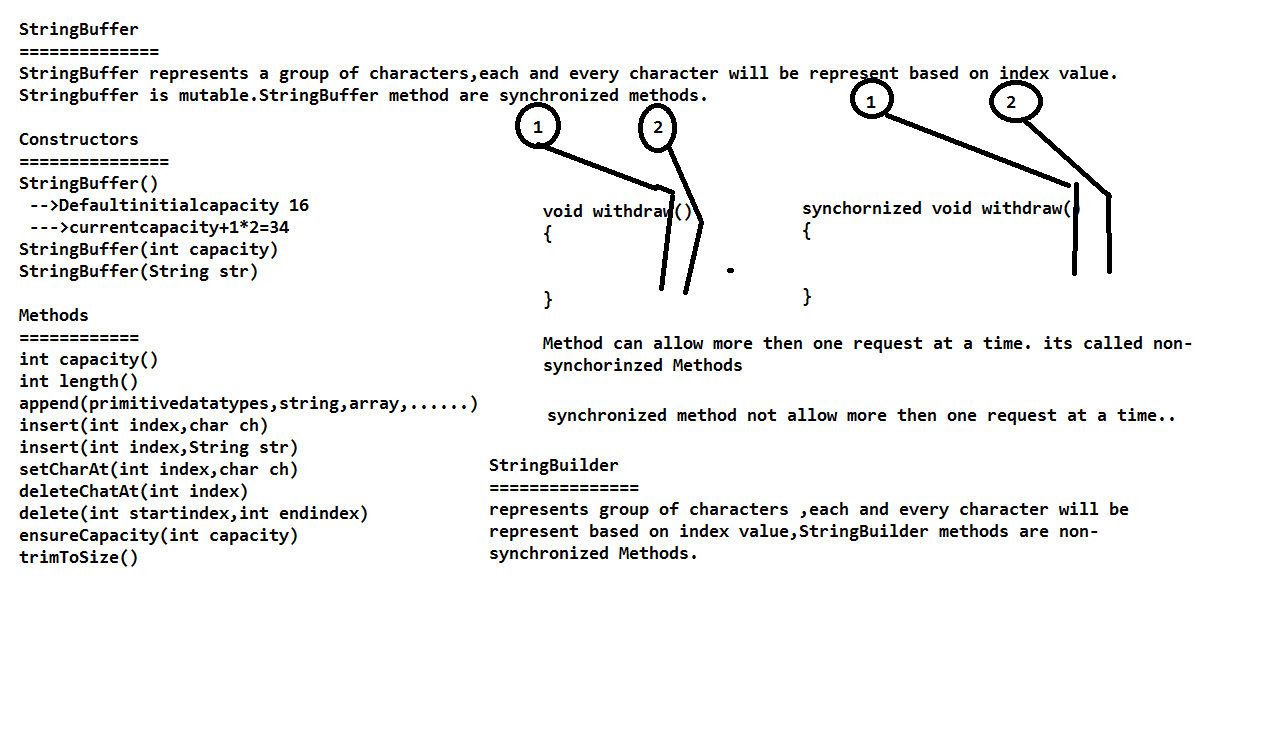 StringBuffer
==============
StringBuffer represents a group of characters,each and every character will be represent based on index value.
Stringbuffer is mutable.StringBuffer method are synchronized methods.
Constructors
===============
StringBuffer()
-->Defaultinitialcapacity 16
--->currentcapacity+1*2=34
StringBuffer(int capacity)
StringBuffer(String str)
Methods
============
int capacity()
int length()
append(primitivedatatypes,string,array,......)
insert(int index,char ch)
insert(int index,String str)
setCharAt(int index,char ch)
deleteChatAt(int index)
delete(int startindex,int endindex)
ensureCapacity(int capacity)
trimToSize()
1 2
void withdraw()
{
}
1 2
synchornized void withdraw()
{
}
Method can allow more then one request at a time. its called non-
synchorinzed Methods
synchronized method not allow more then one request at a time..
StringBuilder
===============
represents group of characters ,each and every character will be
represent based on index value,StringBuilder methods are non-
synchronized Methods.